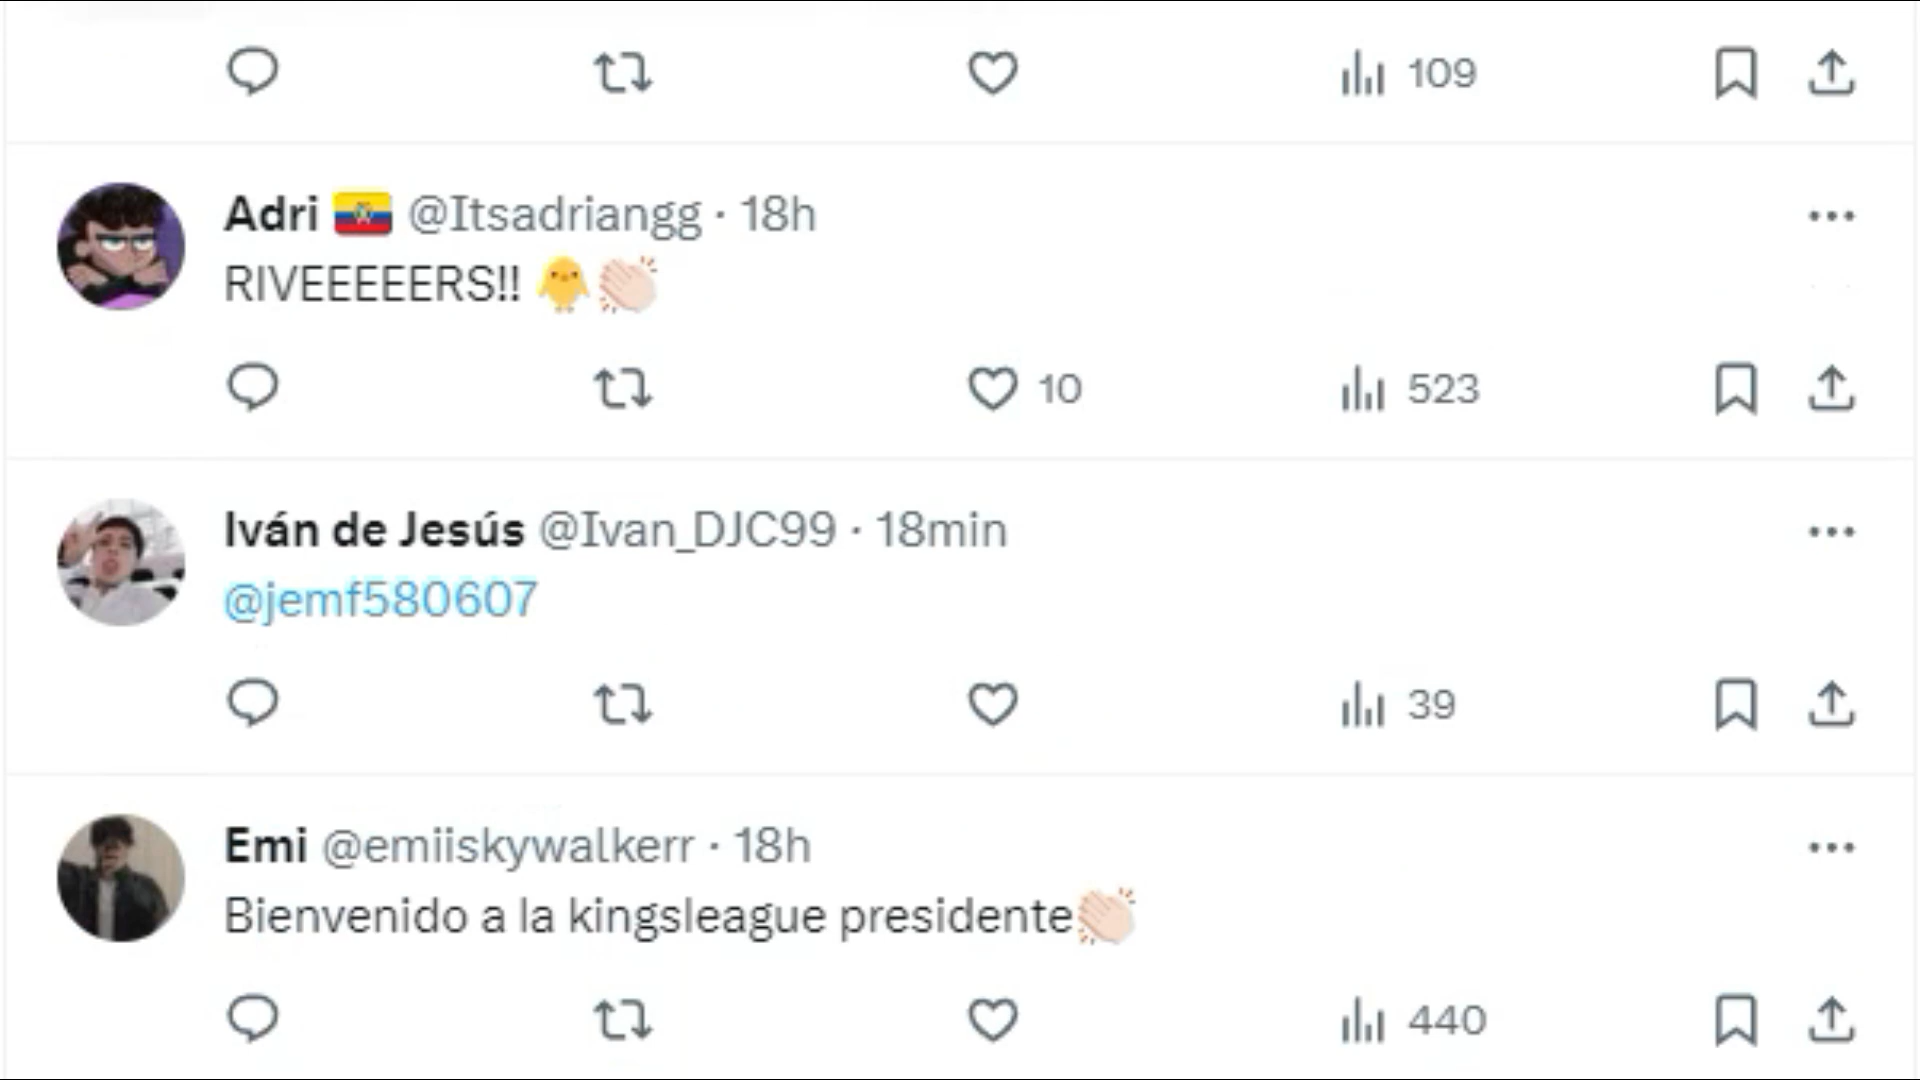 109
Adri 🇪🇨 @Itsadriangg · 18h
RIVEEEEERS!! 🐥👏🏻
10 523
Iván de Jesús @Ivan_DJC99 · 18min
@jemf580607
39
Emi @emiiskywalkerr · 18h
Bienvenido a la kingsleague presidente👏🏻
440